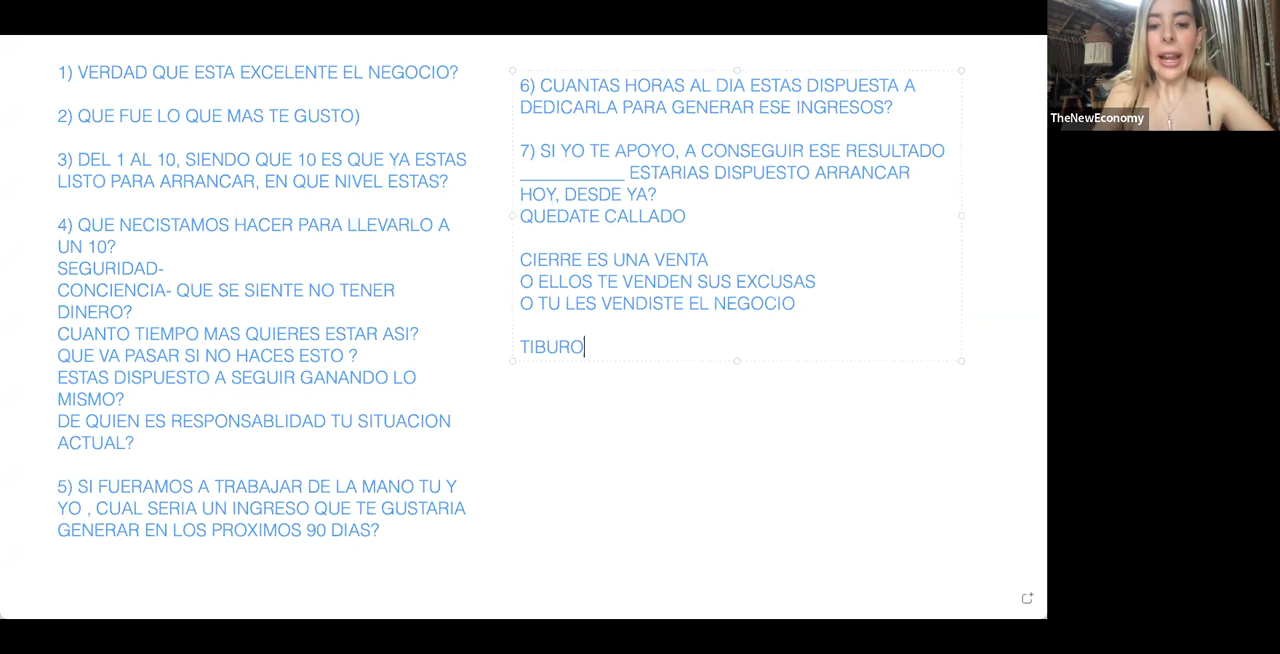 1) VERDAD QUE ESTA EXCELENTE EL NEGOCIO?
2) QUE FUE LO QUE MAS TE GUSTO)
3) DEL 1 AL 10, SIENDO QUE 10 ES QUE YA ESTAS
LISTO PARA ARRANCAR, EN QUE NIVEL ESTAS?
4) QUE NECISTAMOS HACER PARA LLEVARLO A
UN 10?
SEGURIDAD-
CONCIENCIA- QUE SE SIENTE NO TENER
DINERO?
CUANTO TIEMPO MAS QUIERES ESTAR ASI?
QUE VA PASAR SI NO HACES ESTO ?
ESTAS DISPUESTO A SEGUIR GANANDO LO
MISMO?
DE QUIEN ES RESPONSABLIDAD TU SITUACION
ACTUAL?
5) SI FUERAMOS A TRABAJAR DE LA MANO TU Y
YO , CUAL SERIA UN INGRESO QUE TE GUSTARIA
GENERAR EN LOS PROXIMOS 90 DIAS?
6) CUANTAS HORAS AL DIA ESTAS DISPUESTA A
DEDICARLA PARA GENERAR ESE INGRESOS?
7) SI YO TE APOYO, A CONSEGUIR ESE RESULTADO
___________ ESTARIAS DISPUESTO ARRANCAR
HOY, DESDE YA?
QUEDATE CALLADO
CIERRE ES UNA VENTA
O ELLOS TE VENDEN SUS EXCUSAS
O TU LES VENDISTE EL NEGOCIO
TIBURO
TheNewEconomy